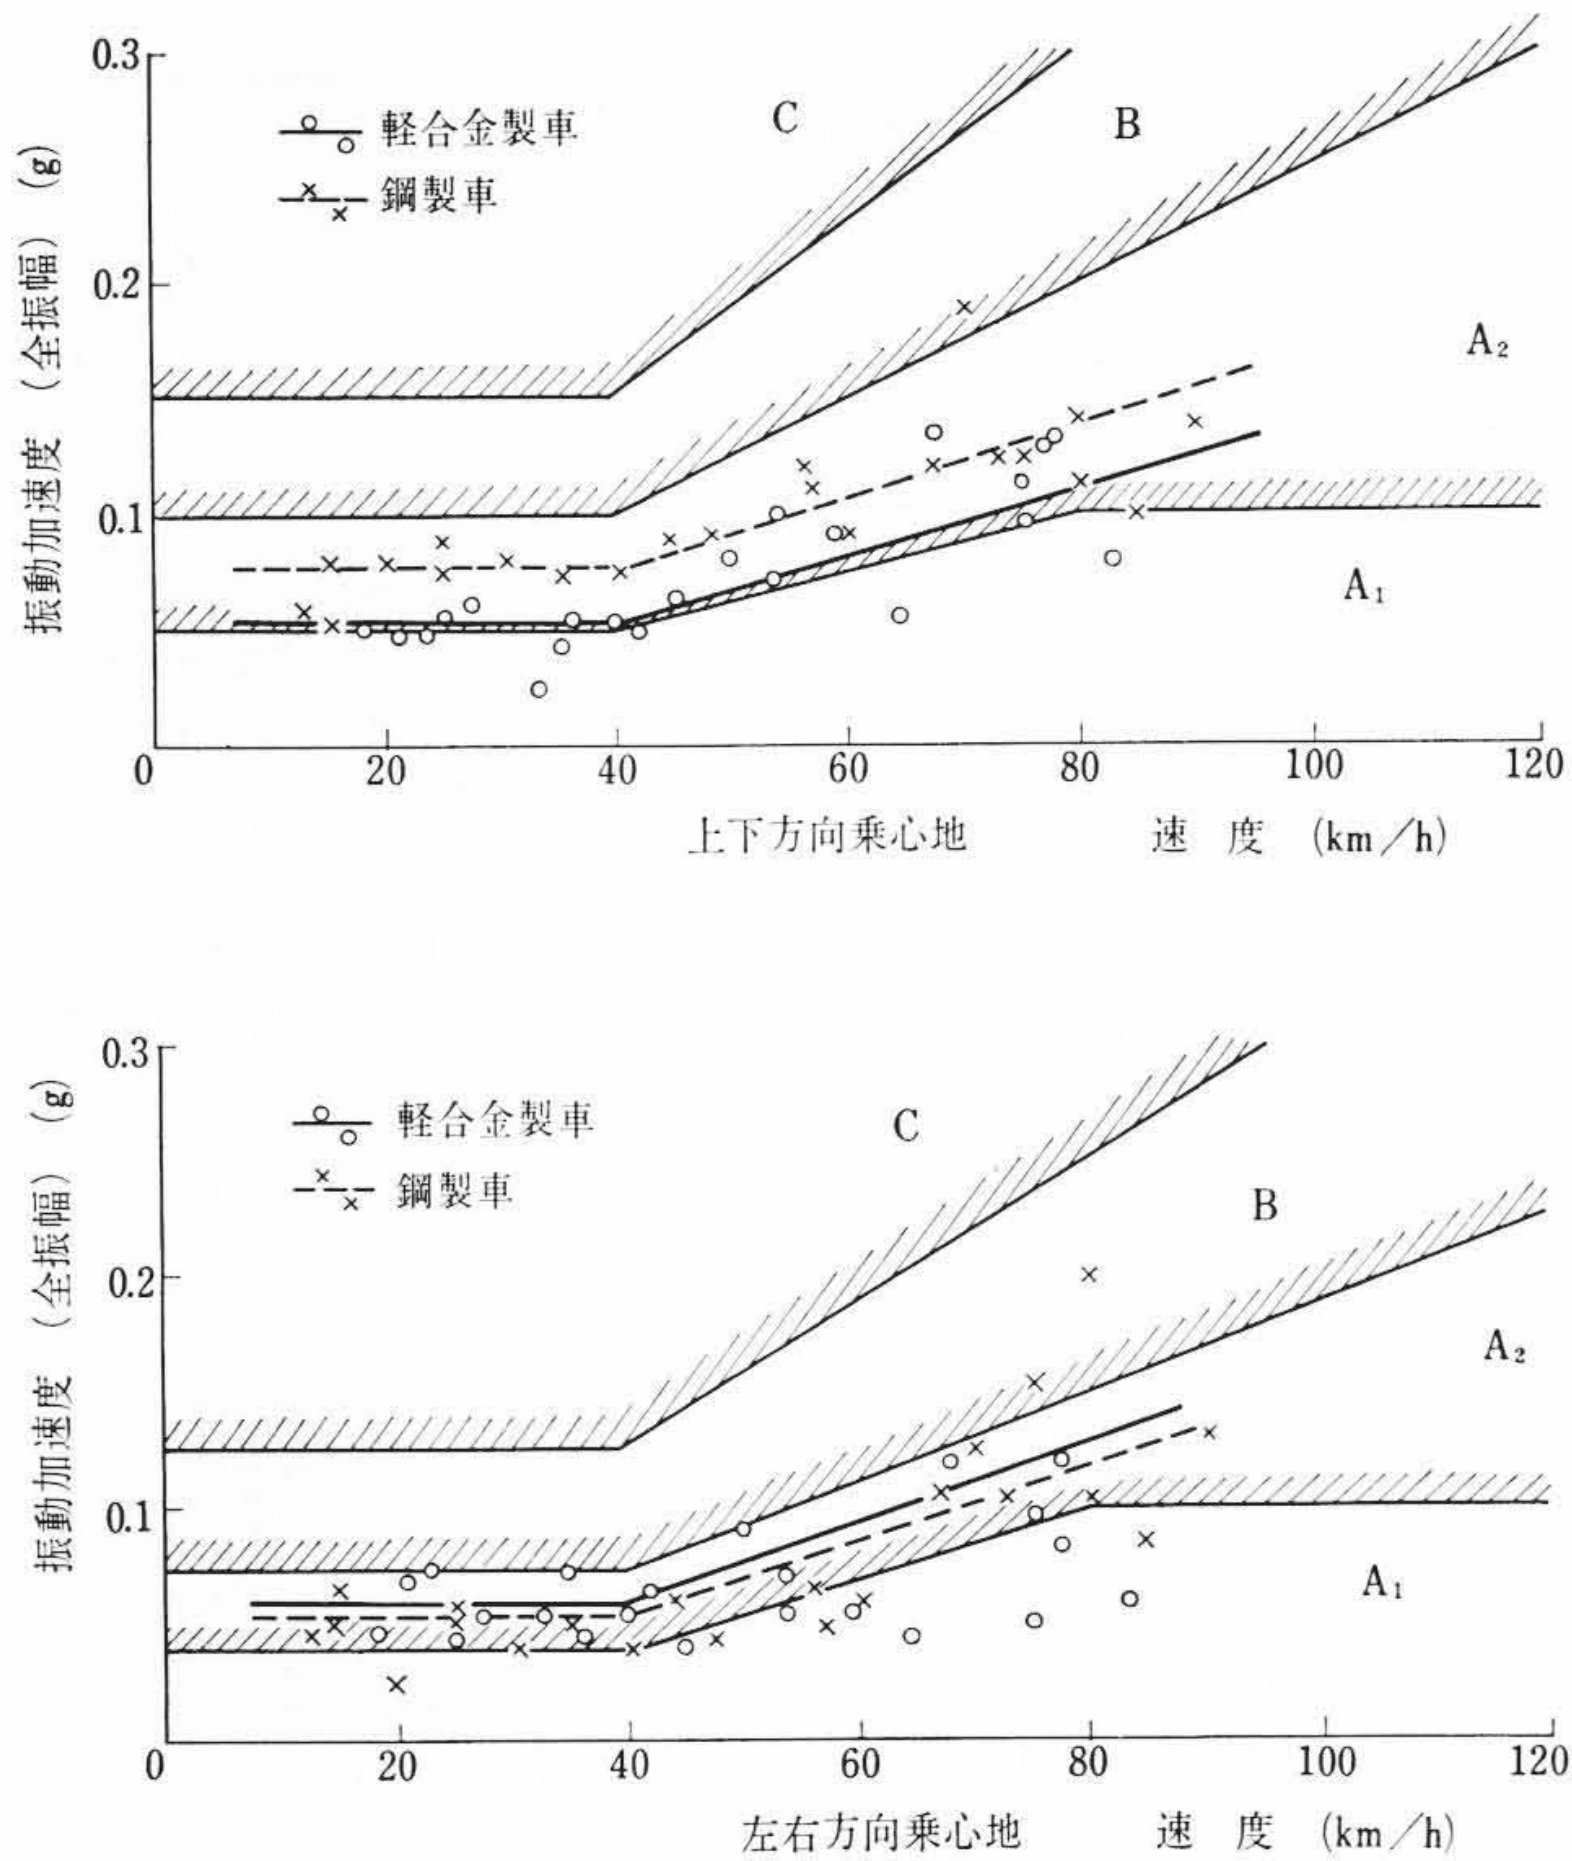 0.3
0.2
0.1
振動加速度 (全振幅) (g)
軽合金製車
鋼製車
C
B
A₂
A₁
0 20 40 60 80 100 120
上下方向乗心地 速度 (km/h)
0.3
0.2
0.1
振動加速度 (全振幅) (g)
軽合金製車
鋼製車
C
B
A₂
A₁
0 20 40 60 80 100 120
左右方向乗心地 速度 (km/h)